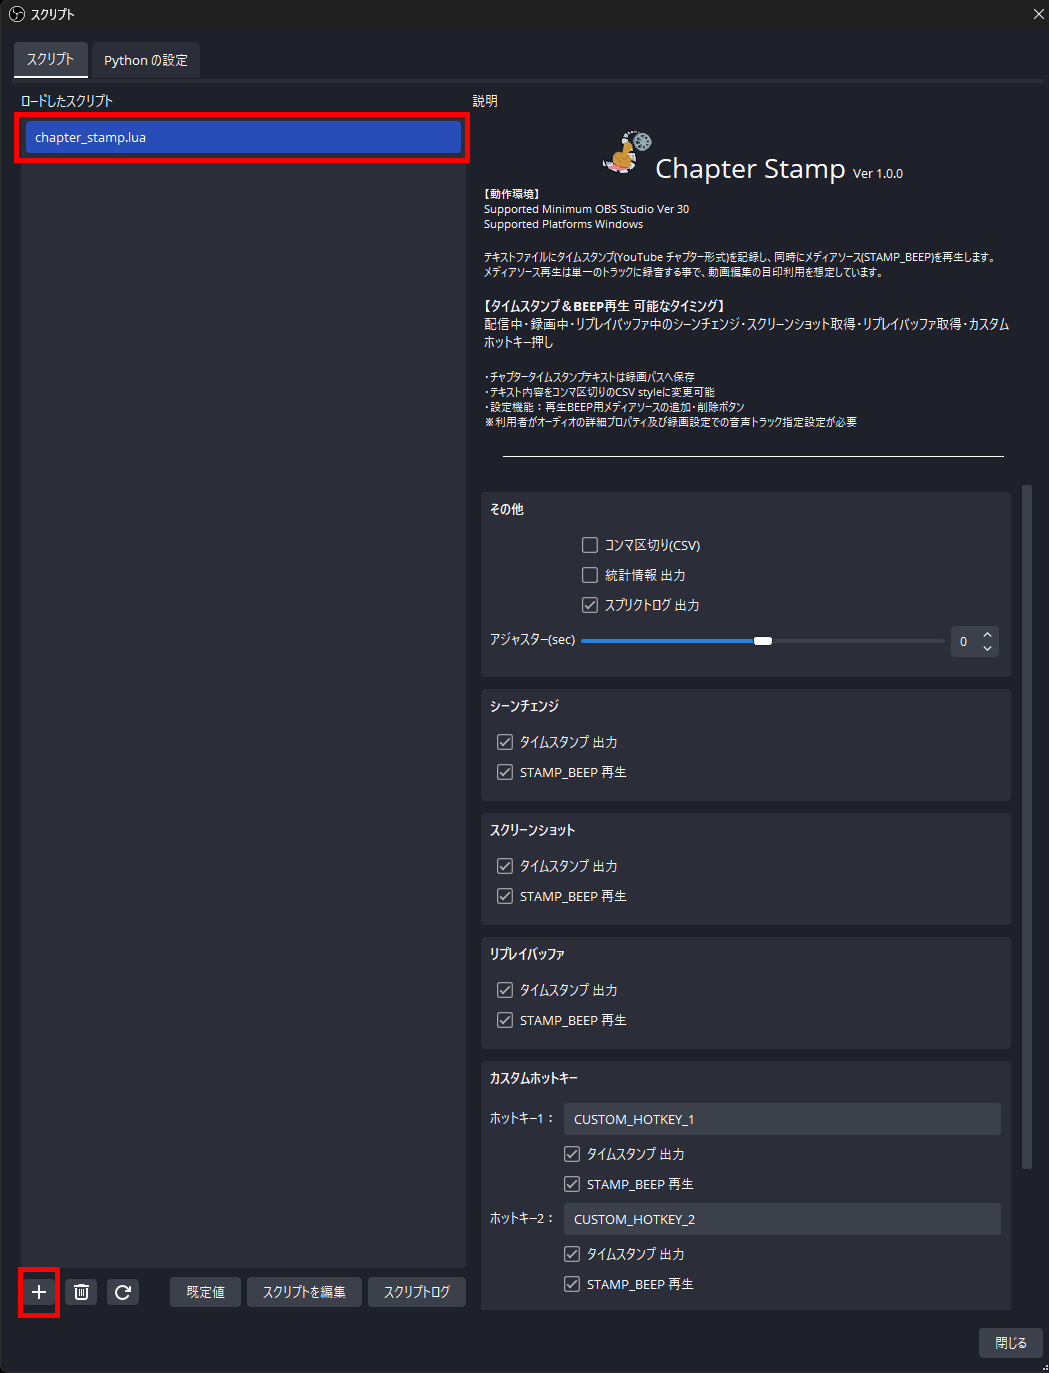 スクリプト
スクリプト
Python の設定
ロードしたスクリプト
説明
chapter_stamp.lua
Chapter Stamp Ver 1.0.0
【動作環境】
Supported Minimum OBS Studio Ver 30
Supported Platforms Windows
テキストファイルにタイムスタンプ(YouTube チャプター形式)を記録し、同時にメディアソース(STAMP_BEEP)を再生します。
メディアソース再生は単一のトラックに録音する事で、動画編集の目印利用を想定しています。
【タイムスタンプ＆BEEP再生 可能なタイミング】
配信中・録画中・リプレイバッファ中のシーンチェンジ・スクリーンショット取得・リプレイバッファ取得・カスタム
ホットキー押し
・チャプタータイムスタンプテキストは録画パスへ保存
・テキスト内容をコンマ区切りのCSV styleに変更可能
・設定機能：再生BEEP用メディアソースの追加・削除ボタン
※利用者がオーディオの詳細プロパティ及び録画設定での音声トラック指定設定が必要
その他
コンマ区切り(CSV)
統計情報 出力
スプリクトログ 出力
アジャスター(sec)
0
シーンチェンジ
タイムスタンプ 出力
STAMP_BEEP 再生
スクリーンショット
タイムスタンプ 出力
STAMP_BEEP 再生
リプレイバッファ
タイムスタンプ 出力
STAMP_BEEP 再生
カスタムホットキー
ホットキー1：
CUSTOM_HOTKEY_1
タイムスタンプ 出力
STAMP_BEEP 再生
ホットキー2：
CUSTOM_HOTKEY_2
タイムスタンプ 出力
STAMP_BEEP 再生
既定値
スクリプトを編集
スクリプトログ
閉じる